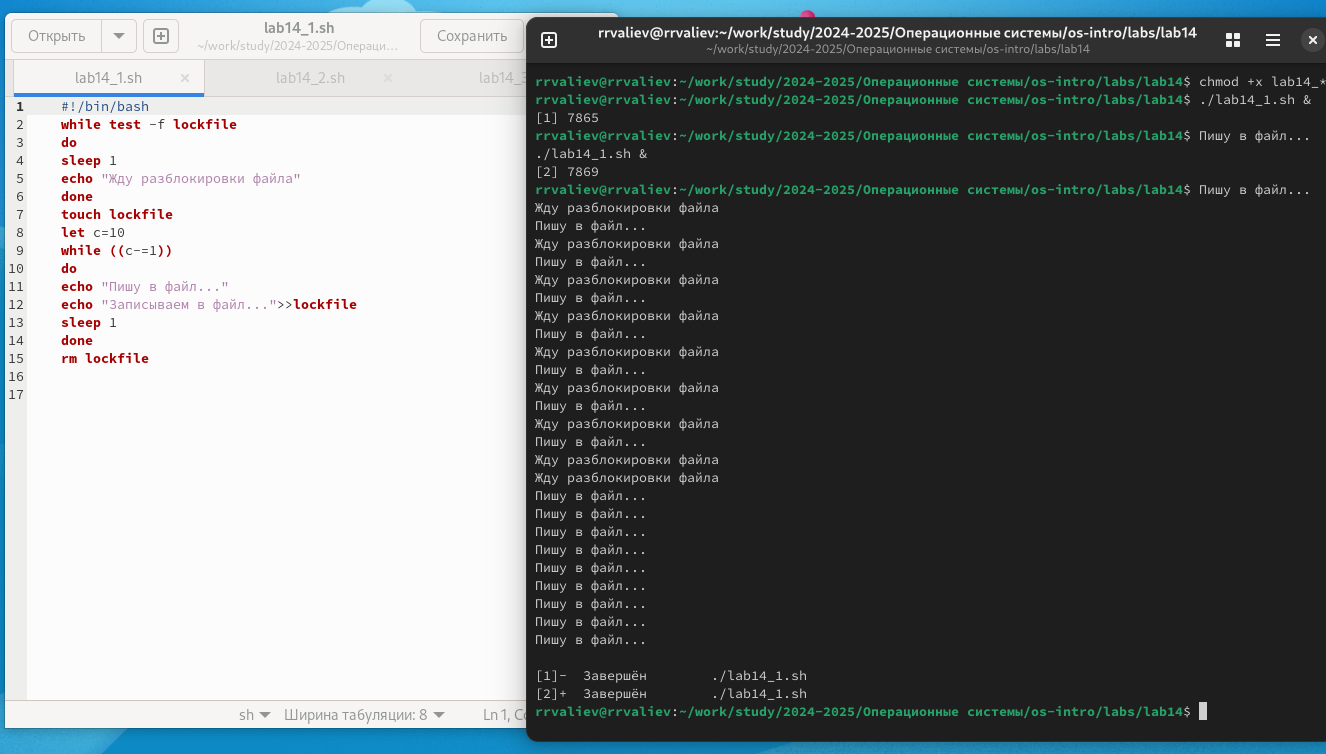 Открыть
lab14_1.sh
~/work/study/2024-2025/Операци...
Сохранить
lab14_1.sh × lab14_2.sh ×
1 #!/bin/bash
2 while test -f lockfile
3 do
4 sleep 1
5 echo "Жду разблокировки файла"
6 done
7 touch lockfile
8 let c=10
9 while ((c-=1))
10 do
11 echo "Пишу в файл..."
12 echo "Записываем в файл...">>lockfile
13 sleep 1
14 done
15 rm lockfile
16
17
sh Ширина табуляции: 8 Ln 1,
rrvaliev@rrvaliev:~/work/study/2024-2025/Операционные системы/os-intro/labs/lab14
~/work/study/2024-2025/Операционные системы/os-intro/labs/lab14
rrvaliev@rrvaliev:~/work/study/2024-2025/Операционные системы/os-intro/labs/lab14$ chmod +x lab14_*
rrvaliev@rrvaliev:~/work/study/2024-2025/Операционные системы/os-intro/labs/lab14$ ./lab14_1.sh &
[1] 7865
rrvaliev@rrvaliev:~/work/study/2024-2025/Операционные системы/os-intro/labs/lab14$ Пишу в файл...
./lab14_1.sh &
[2] 7869
rrvaliev@rrvaliev:~/work/study/2024-2025/Операционные системы/os-intro/labs/lab14$ Пишу в файл...
Жду разблокировки файла
Пишу в файл...
Жду разблокировки файла
Пишу в файл...
Жду разблокировки файла
Пишу в файл...
Жду разблокировки файла
Пишу в файл...
Жду разблокировки файла
Пишу в файл...
Жду разблокировки файла
Пишу в файл...
Жду разблокировки файла
Пишу в файл...
Жду разблокировки файла
Жду разблокировки файла
Пишу в файл...
Пишу в файл...
Пишу в файл...
Пишу в файл...
Пишу в файл...
Пишу в файл...
Пишу в файл...
Пишу в файл...
Пишу в файл...
[1]- Завершён ./lab14_1.sh
[2]+ Завершён ./lab14_1.sh
rrvaliev@rrvaliev:~/work/study/2024-2025/Операционные системы/os-intro/labs/lab14$